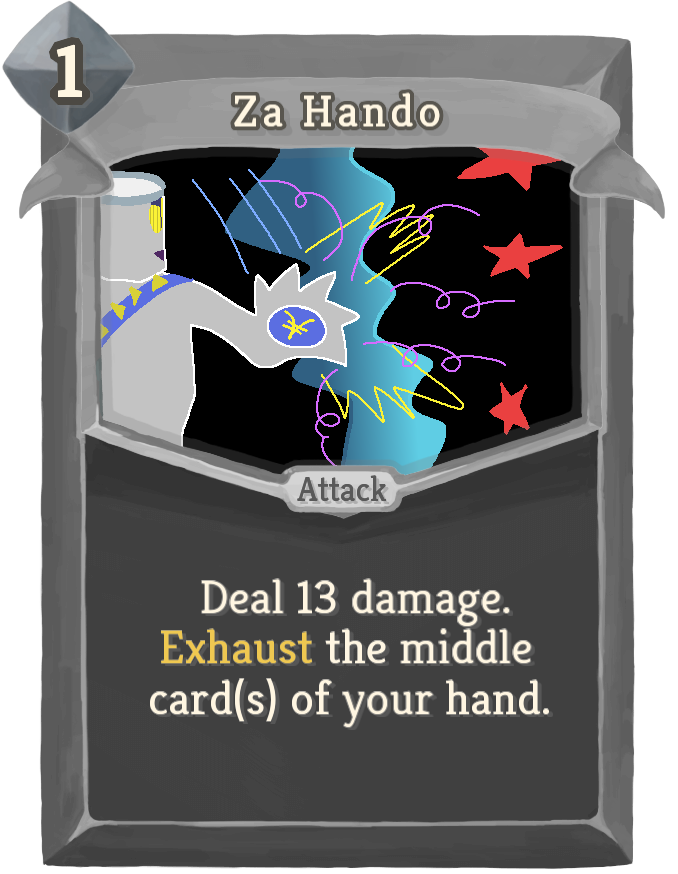 1
Za Hando
Attack
Deal 13 damage.
Exhaust the middle
card(s) of your hand.